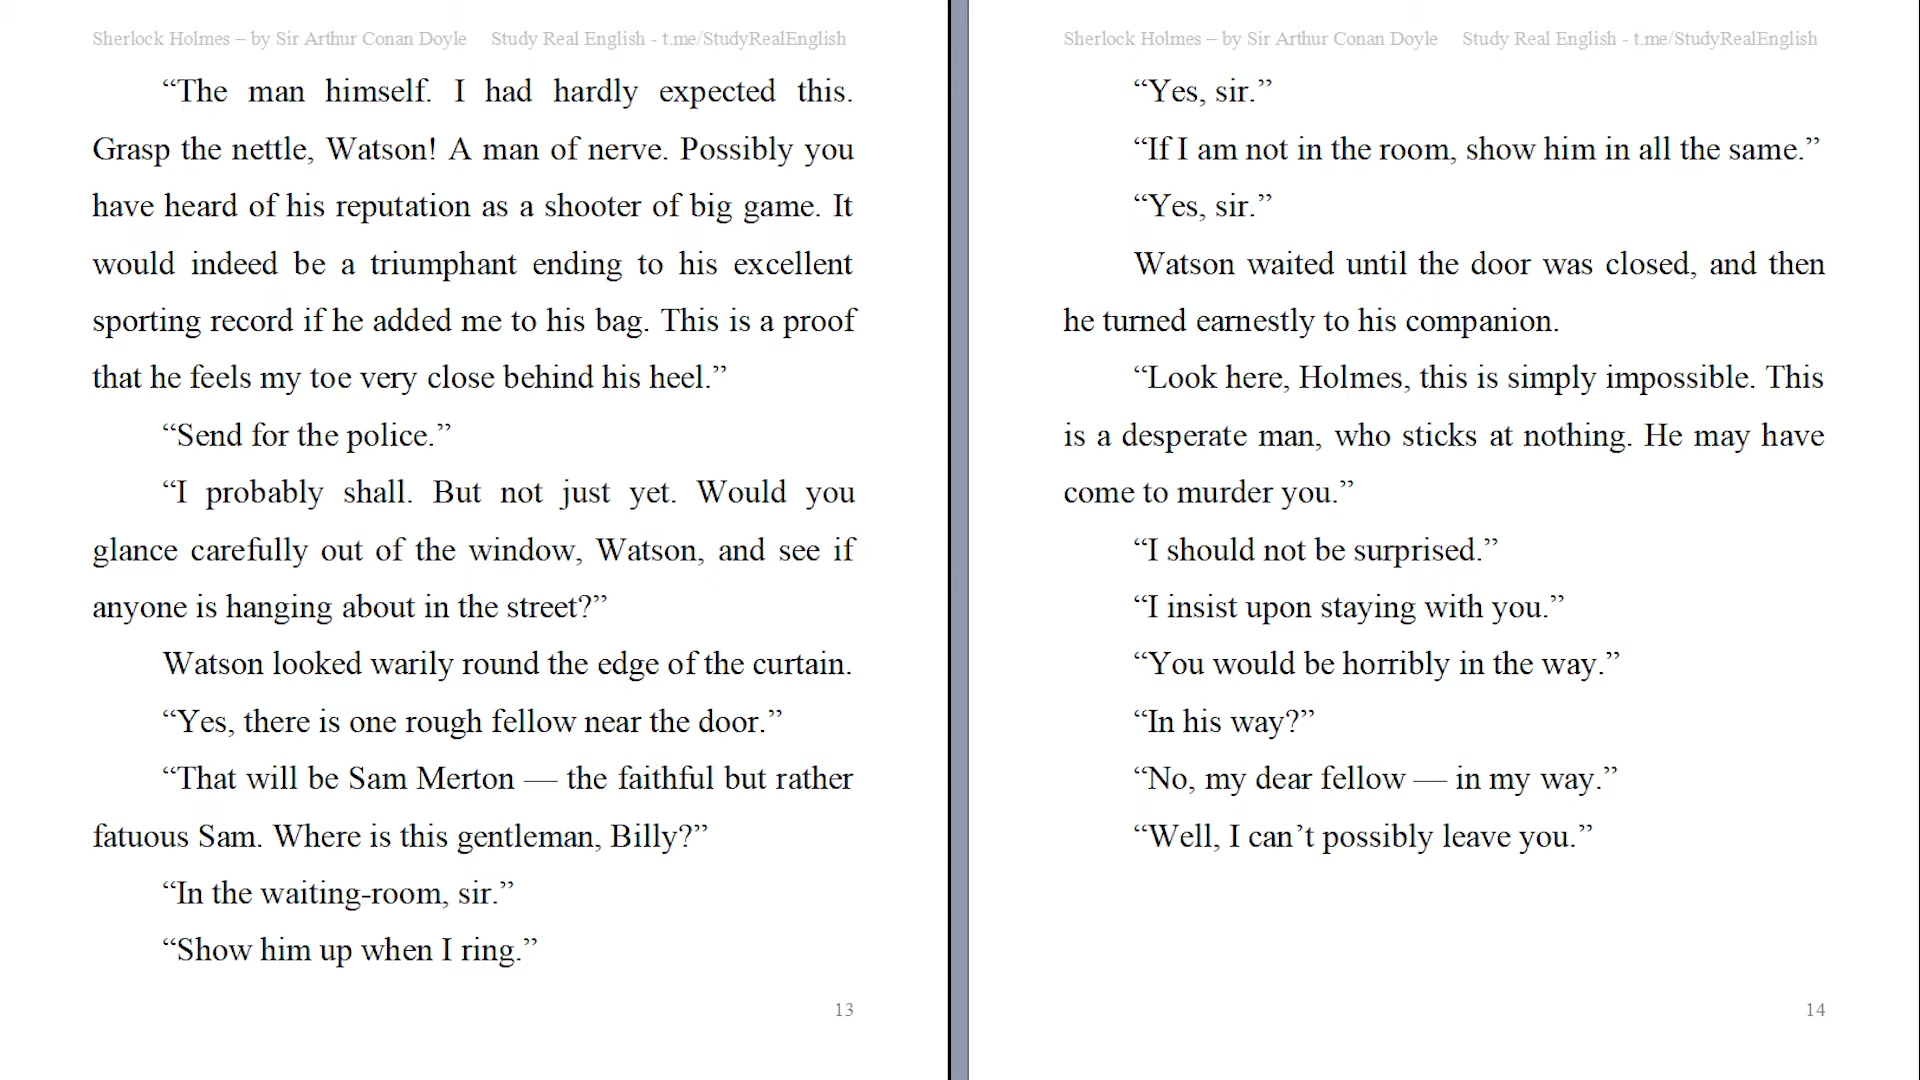 Sherlock Holmes – by Sir Arthur Conan Doyle Study Real English - t.me/StudyRealEnglish
“The man himself. I had hardly expected this.
Grasp the nettle, Watson! A man of nerve. Possibly you
have heard of his reputation as a shooter of big game. It
would indeed be a triumphant ending to his excellent
sporting record if he added me to his bag. This is a proof
that he feels my toe very close behind his heel.”
“Send for the police.”
“I probably shall. But not just yet. Would you
glance carefully out of the window, Watson, and see if
anyone is hanging about in the street?”
Watson looked warily round the edge of the curtain.
“Yes, there is one rough fellow near the door.”
“That will be Sam Merton — the faithful but rather
fatuous Sam. Where is this gentleman, Billy?”
“In the waiting-room, sir.”
“Show him up when I ring.”
13
Sherlock Holmes – by Sir Arthur Conan Doyle Study Real English - t.me/StudyRealEnglish
“Yes, sir.”
“If I am not in the room, show him in all the same.”
“Yes, sir.”
Watson waited until the door was closed, and then
he turned earnestly to his companion.
“Look here, Holmes, this is simply impossible. This
is a desperate man, who sticks at nothing. He may have
come to murder you.”
“I should not be surprised.”
“I insist upon staying with you.”
“You would be horribly in the way.”
“In his way?”
“No, my dear fellow — in my way.”
“Well, I can’t possibly leave you.”
14